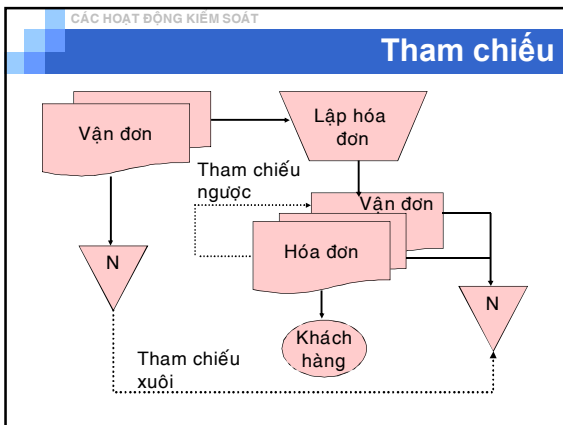 CÁC HOẠT ĐỘNG KIỂM SOÁT
Tham chiếu
Vận đơn
Lập hóa
đơn
Tham chiếu
ngược
Vận đơn
Hóa đơn
N
N
Khách
hàng
Tham chiếu
xuôi